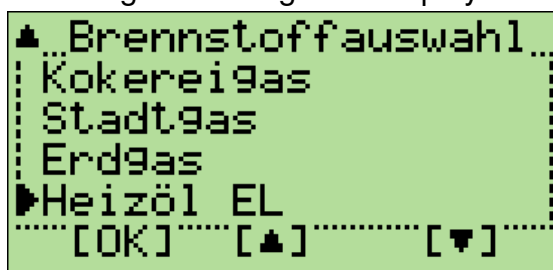 ▲ Brennstoffauswahl
Kokereigas
Stadtgas
Erdgas
▶Heizöl EL
[OK] [▲] [▼]